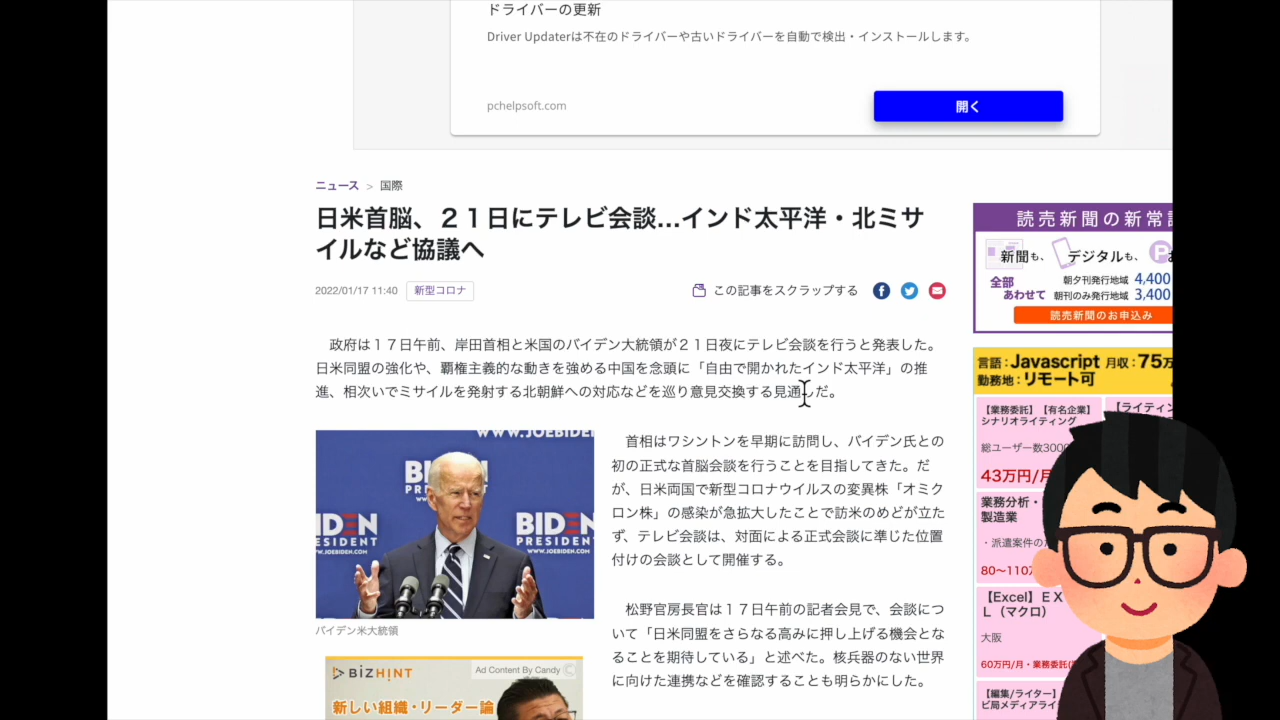 ドライバーの更新
Driver Updaterは不在のドライバーや古いドライバーを自動で検出・インストールします。
pchelpsoft.com
開く
ニュース > 国際
日米首脳、２１日にテレビ会談…インド太平洋・北ミサ
イルなど協議へ
2022/01/17 11:40
新型コロナ
この記事をスクラップする
政府は１７日午前、岸田首相と米国のバイデン大統領が２１日夜にテレビ会談を行うと発表した。
日米同盟の強化や、覇権主義的な動きを強める中国を念頭に「自由で開かれたインド太平洋」の推
進、相次いでミサイルを発射する北朝鮮への対応などを巡り意見交換する見通しだ。
WWW.JOEBIDEN
BIDEN
BIDEN
PRESIDENT
WWW.JOEBIDEN.COM
バイデン米大統領
首相はワシントンを早期に訪問し、バイデン氏との
初の正式な首脳会談を行うことを目指してきた。だ
が、日米両国で新型コロナウイルスの変異株「オミク
ロン株」の感染が急拡大したことで訪米のめどが立た
ず、テレビ会談は、対面による正式会談に準じた位置
付けの会談として開催する。
松野官房長官は１７日午前の記者会見で、会談につ
いて「日米同盟をさらなる高みに押し上げる機会とな
ることを期待している」と述べた。核兵器のない世界
に向けた連携などを確認することも明らかにした。
BIZHINT
Ad Content By Candy
新しい組織・リーダー論
読売新聞の新常
新聞も、
デジタルも、
P
全部
あわせて
朝夕刊発行地域 4,400
朝刊のみ発行地域 3,400
読売新聞のお申込み
言語：Javascript 月収：75万
勤務地：リモート可
【業務委託】【有名企業】
シナリオライティング
総ユーザー数3000
43万円/月
【ライティン
業務分析・
製造業
・派遣案件の
80～110
【Excel】ＥＸ
Ｌ（マクロ）
大阪
60万円/月・業務委託
【編集/ライター】
ビ局メディアライ